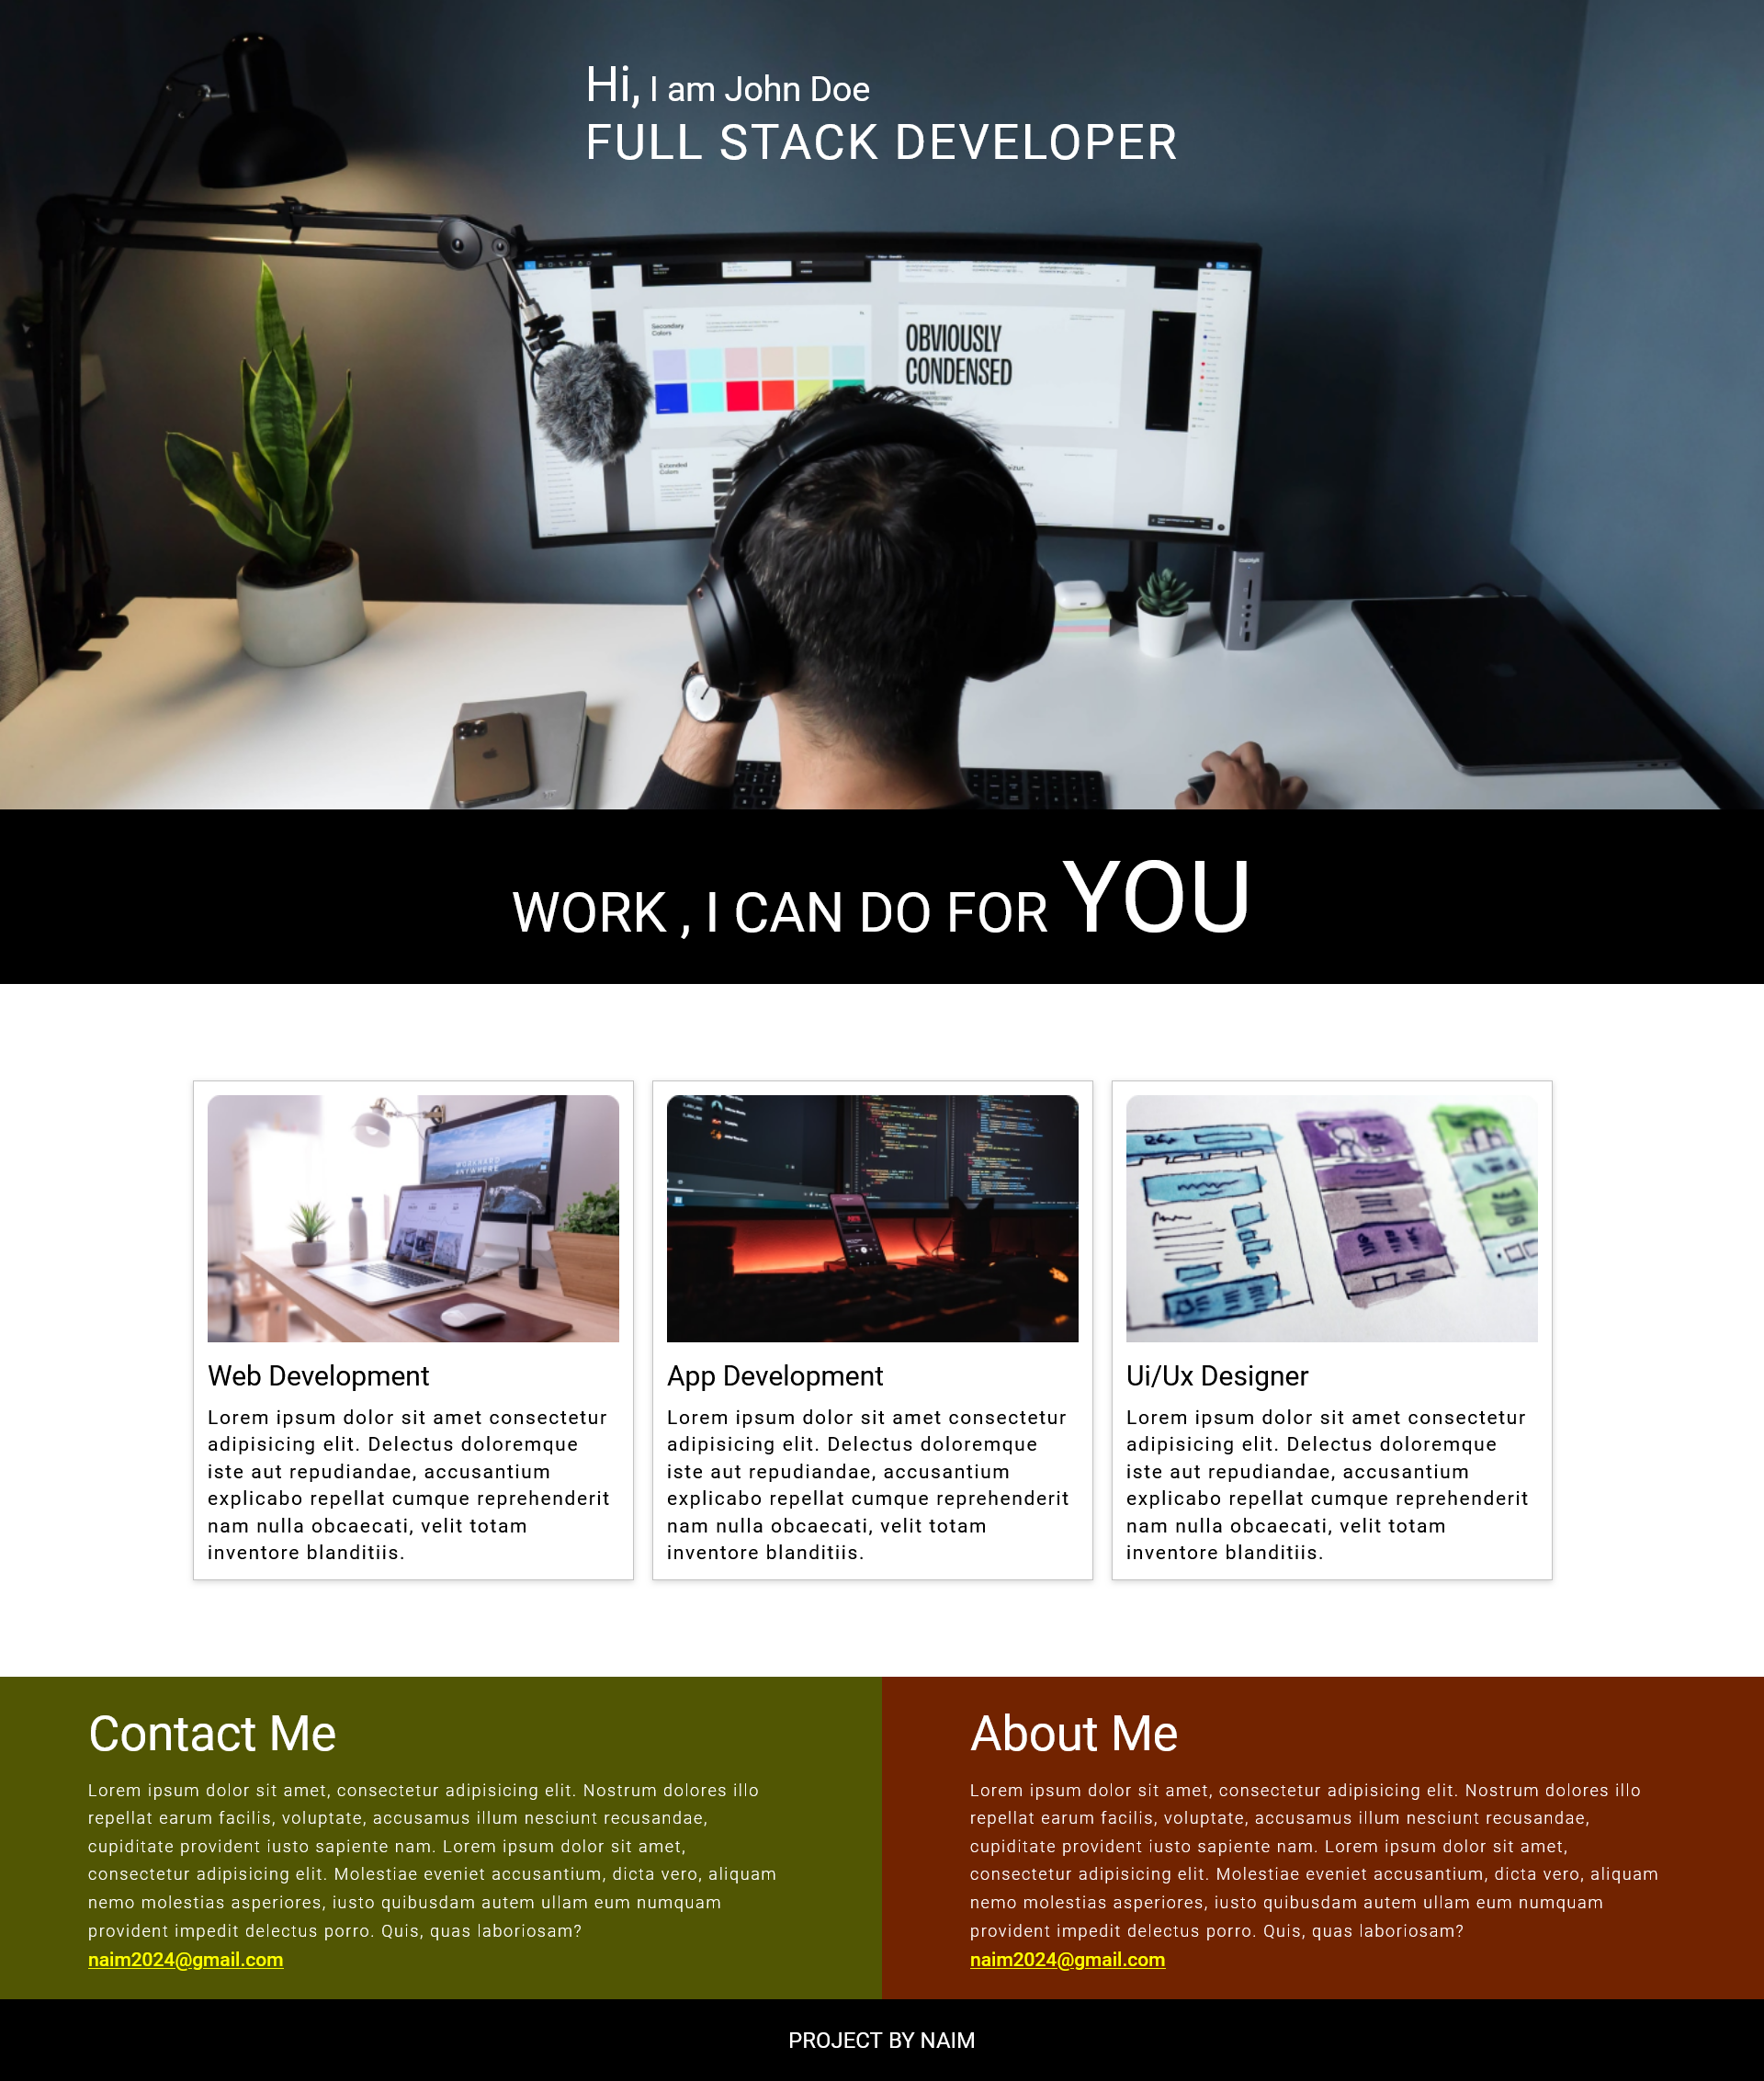 Hi, I am John Doe
FULL STACK DEVELOPER
Secondary
Colors
OBVIOUSLY
CONDENSED
Extended
Colors
WORK , I CAN DO FOR YOU
WORKHARD
ANYWHERE
Web Development
Lorem ipsum dolor sit amet consectetur
adipisicing elit. Delectus doloremque
iste aut repudiandae, accusantium
explicabo repellat cumque reprehenderit
nam nulla obcaecati, velit totam
inventore blanditiis.
App Development
Lorem ipsum dolor sit amet consectetur
adipisicing elit. Delectus doloremque
iste aut repudiandae, accusantium
explicabo repellat cumque reprehenderit
nam nulla obcaecati, velit totam
inventore blanditiis.
Ui/Ux Designer
Lorem ipsum dolor sit amet consectetur
adipisicing elit. Delectus doloremque
iste aut repudiandae, accusantium
explicabo repellat cumque reprehenderit
nam nulla obcaecati, velit totam
inventore blanditiis.
Contact Me
Lorem ipsum dolor sit amet, consectetur adipisicing elit. Nostrum dolores illo
repellat earum facilis, voluptate, accusamus illum nesciunt recusandae,
cupiditate provident iusto sapiente nam. Lorem ipsum dolor sit amet,
consectetur adipisicing elit. Molestiae eveniet accusantium, dicta vero, aliquam
nemo molestias asperiores, iusto quibusdam autem ullam eum numquam
provident impedit delectus porro. Quis, quas laboriosam?
naim2024@gmail.com
About Me
Lorem ipsum dolor sit amet, consectetur adipisicing elit. Nostrum dolores illo
repellat earum facilis, voluptate, accusamus illum nesciunt recusandae,
cupiditate provident iusto sapiente nam. Lorem ipsum dolor sit amet,
consectetur adipisicing elit. Molestiae eveniet accusantium, dicta vero, aliquam
nemo molestias asperiores, iusto quibusdam autem ullam eum numquam
provident impedit delectus porro. Quis, quas laboriosam?
naim2024@gmail.com
PROJECT BY NAIM